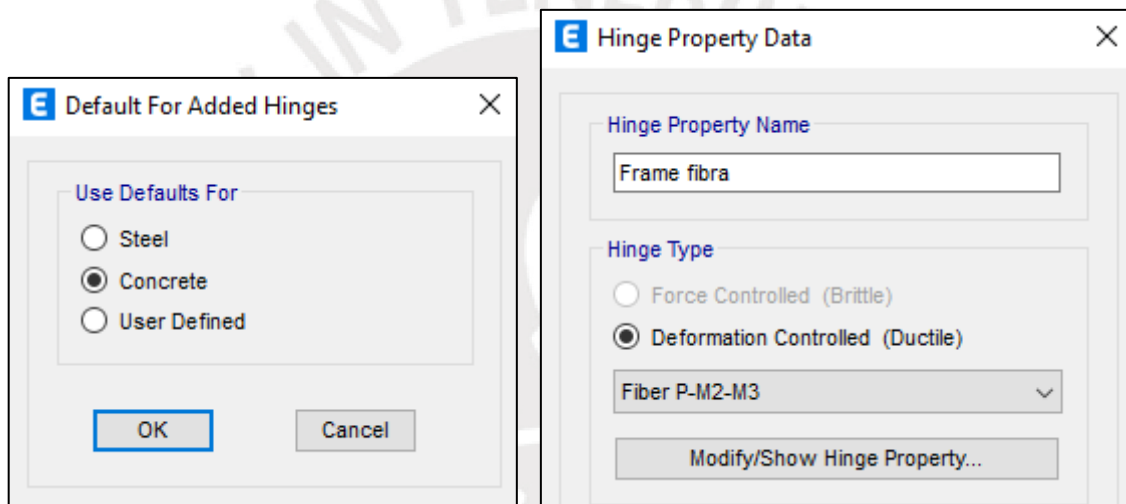 Default For Added Hinges
Use Defaults For
Steel
Concrete
User Defined
OK
Cancel
Hinge Property Data
Hinge Property Name
Frame fibra
Hinge Type
Force Controlled (Brittle)
Deformation Controlled (Ductile)
Fiber P-M2-M3
Modify/Show Hinge Property...